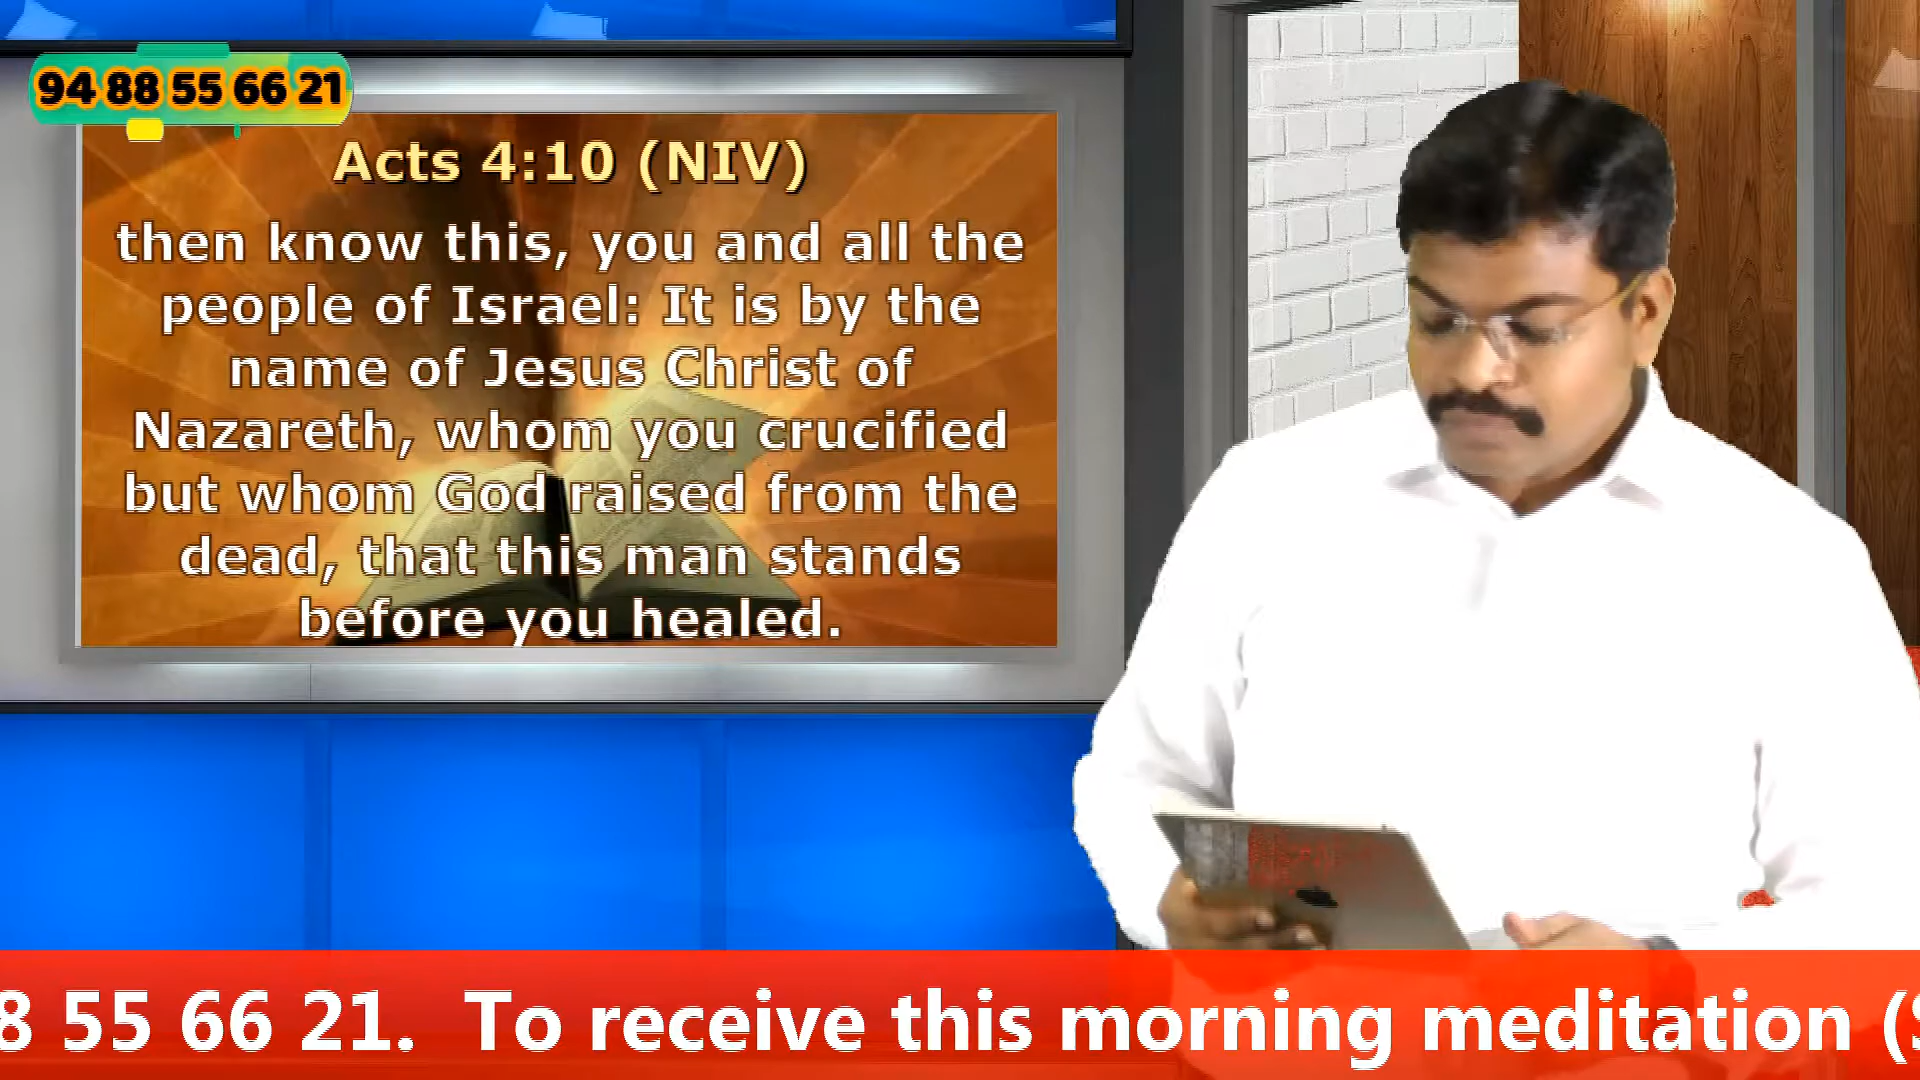 94 88 55 66 21
Acts 4:10 (NIV)
then know this, you and all the
people of Israel: It is by the
name of Jesus Christ of
Nazareth, whom you crucified
but whom God raised from the
dead, that this man stands
before you healed.
8 55 66 21. To receive this morning meditation (